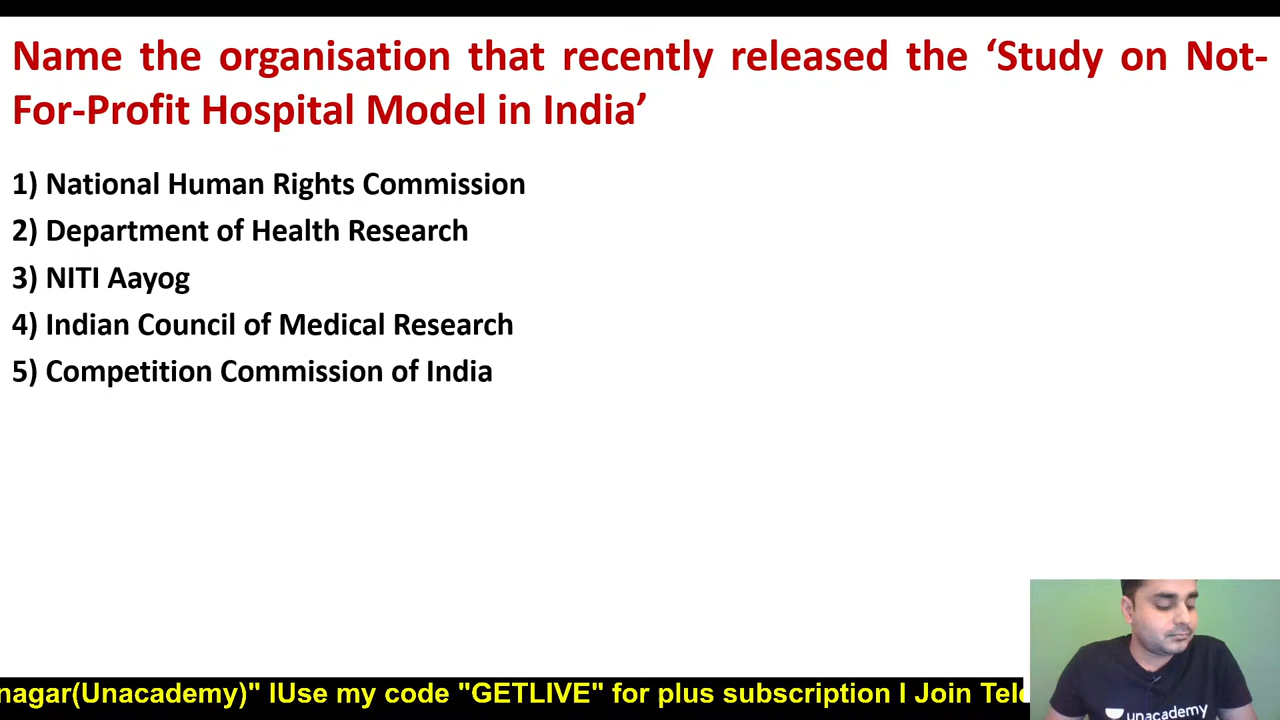 Name the organisation that recently released the ‘Study on Not-
For-Profit Hospital Model in India’
1) National Human Rights Commission
2) Department of Health Research
3) NITI Aayog
4) Indian Council of Medical Research
5) Competition Commission of India
unacademy
nagar(Unacademy)" IUse my code "GETLIVE" for plus subscription I Join Tele